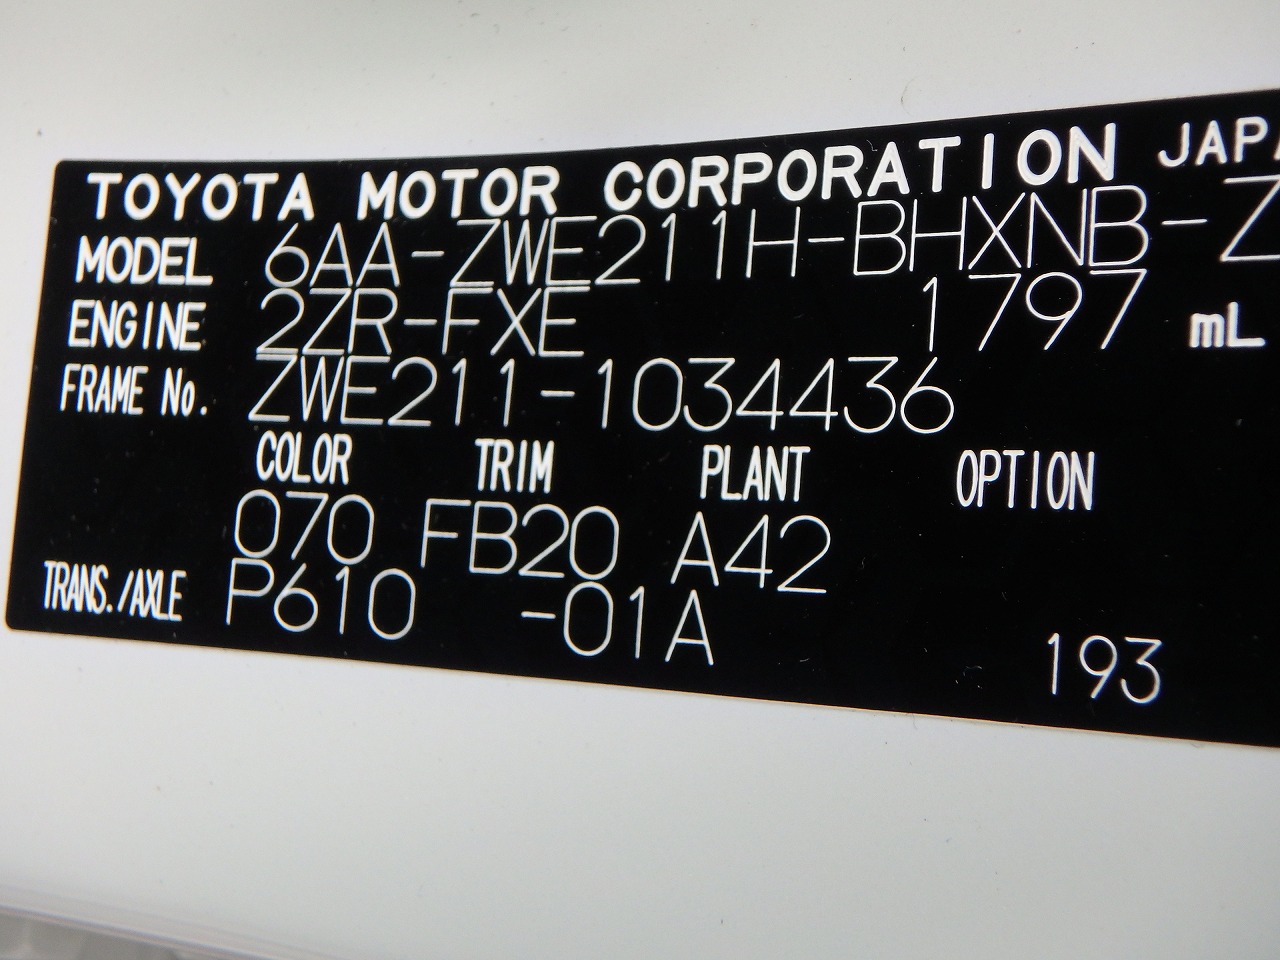 TOYOTA MOTOR CORPORATION JAPA
MODEL 6AA-ZWE211H-BHXNB-Z
ENGINE 2ZR-FXE 1797 mL
FRAME No. ZWE211-1034436
COLOR TRIM PLANT OPTION
070 FB20 A42
TRANS./AXLE P610 -01A
193